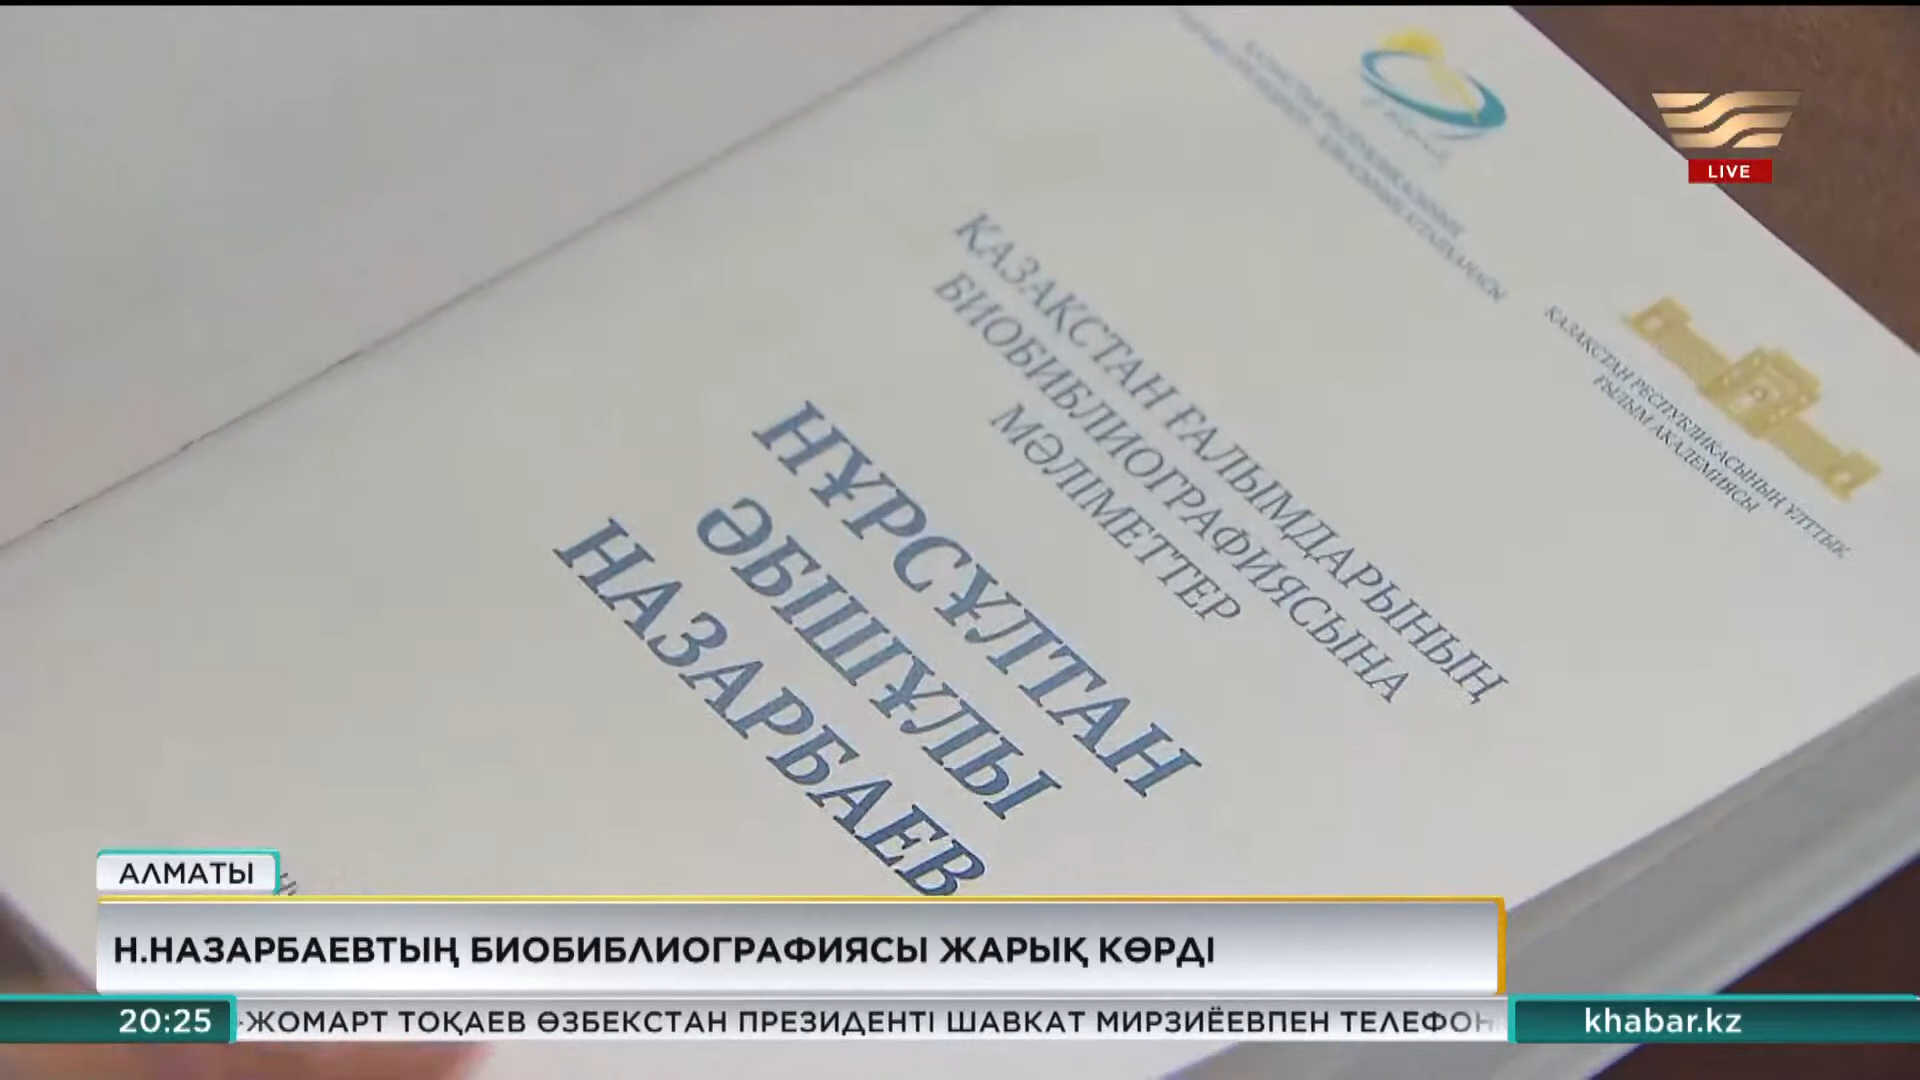 LIVE
ҚАЗАҚСТАН РЕСПУБЛИКАСЫНЫҢ ҰЛТТЫҚ
ҒЫЛЫМ АКАДЕМИЯСЫ
ҚАЗАҚСТАН ҒАЛЫМДАРЫНЫҢ
БИОБИБЛИОГРАФИЯСЫНА
МӘЛІМЕТТЕР
НҰРСҰЛТАН
ӘБІШҰЛЫ
НАЗАРБАЕВ
АЛМАТЫ
Н.НАЗАРБАЕВТЫҢ БИОБИБЛИОГРАФИЯСЫ ЖАРЫҚ КӨРДІ
20:25
-ЖОМАРТ ТОҚАЕВ ӨЗБЕКСТАН ПРЕЗИДЕНТІ ШАВКАТ МИРЗИЁЕВПЕН ТЕЛЕФОН
khabar.kz